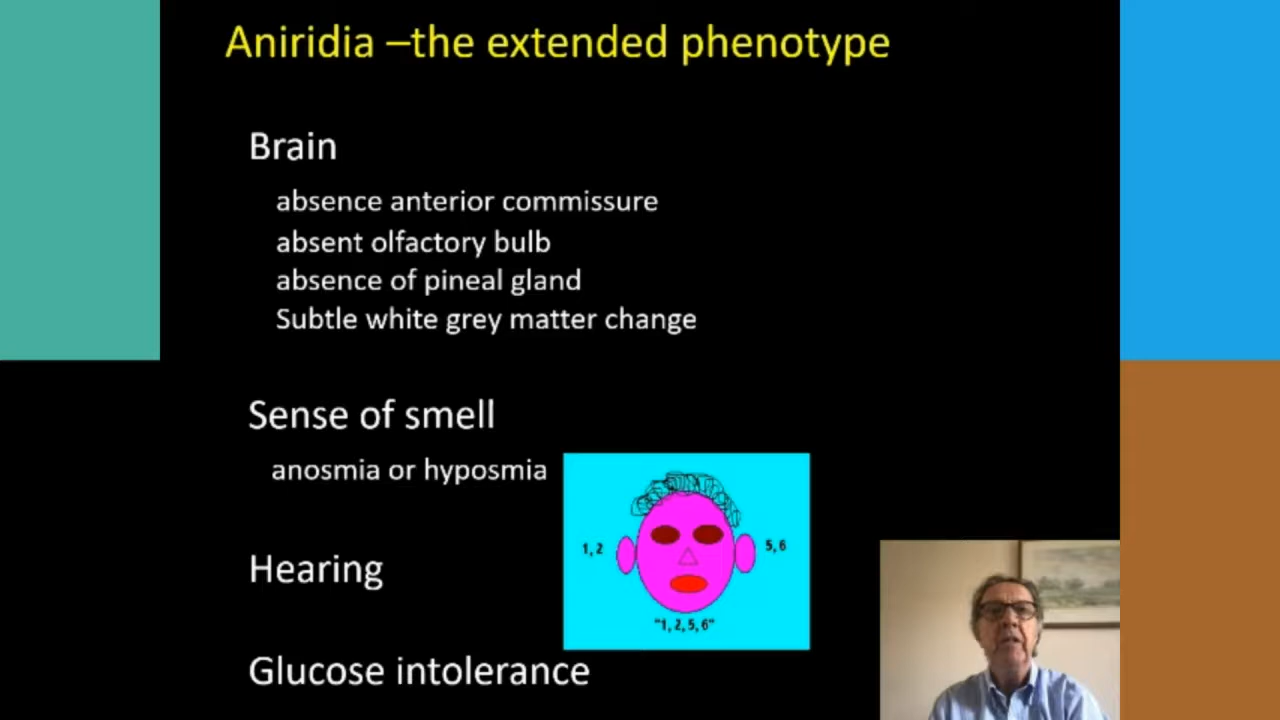 Aniridia –the extended phenotype
Brain
absence anterior commissure
absent olfactory bulb
absence of pineal gland
Subtle white grey matter change
Sense of smell
anosmia or hyposmia
1, 2
5, 6
"1, 2, 5, 6"
Hearing
Glucose intolerance